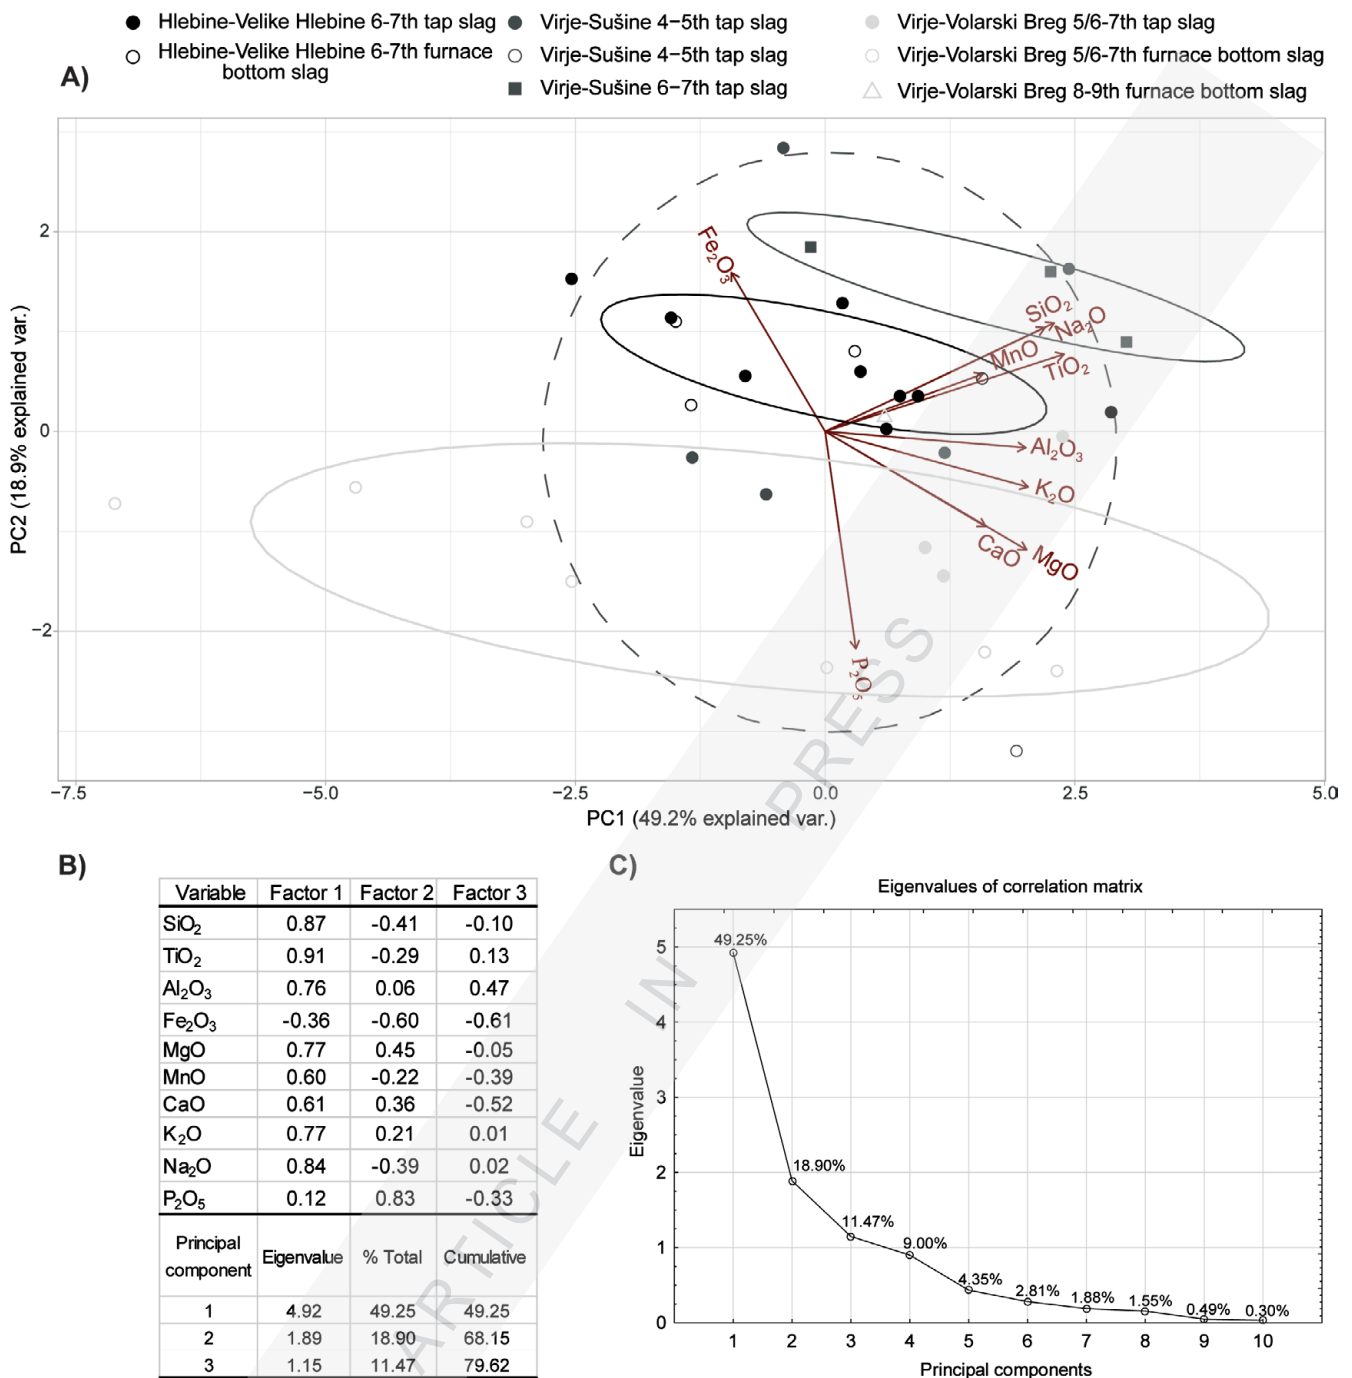 Hlebine-Velike Hlebine 6-7th tap slag
Hlebine-Velike Hlebine 6-7th furnace
bottom slag
Virje-Sušine 4−5th tap slag
Virje-Sušine 4−5th tap slag
Virje-Sušine 6−7th tap slag
Virje-Volarski Breg 5/6-7th tap slag
Virje-Volarski Breg 5/6-7th furnace bottom slag
Virje-Volarski Breg 8-9th furnace bottom slag
A)
PC2 (18.9% explained var.)
2
0
−2
Fe₂O₃
SiO₂
Na₂O
MnO
TiO₂
Al₂O₃
K₂O
CaO
MgO
P₂O₅
−7.5 −5.0 −2.5 0.0 2.5 5.0
PC1 (49.2% explained var.)
B)
Variable Factor 1 Factor 2 Factor 3
SiO₂ 0.87 -0.41 -0.10
TiO₂ 0.91 -0.29 0.13
Al₂O₃ 0.76 0.06 0.47
Fe₂O₃ -0.36 -0.60 -0.61
MgO 0.77 0.45 -0.05
MnO 0.60 -0.22 -0.39
CaO 0.61 0.36 -0.52
K₂O 0.77 0.21 0.01
Na₂O 0.84 -0.39 0.02
P₂O₅ 0.12 0.83 -0.33
Principal
component Eigenvalue % Total Cumulative
1 4.92 49.25 49.25
2 1.89 18.90 68.15
3 1.15 11.47 79.62
C)
Eigenvalues of correlation matrix
Eigenvalue
5
4
3
2
1
0
49.25%
18.90%
11.47%
9.00%
4.35%
2.81%
1.88%
1.55%
0.49%
0.30%
1 2 3 4 5 6 7 8 9 10
Principal components
ARTICLE IN PRESS